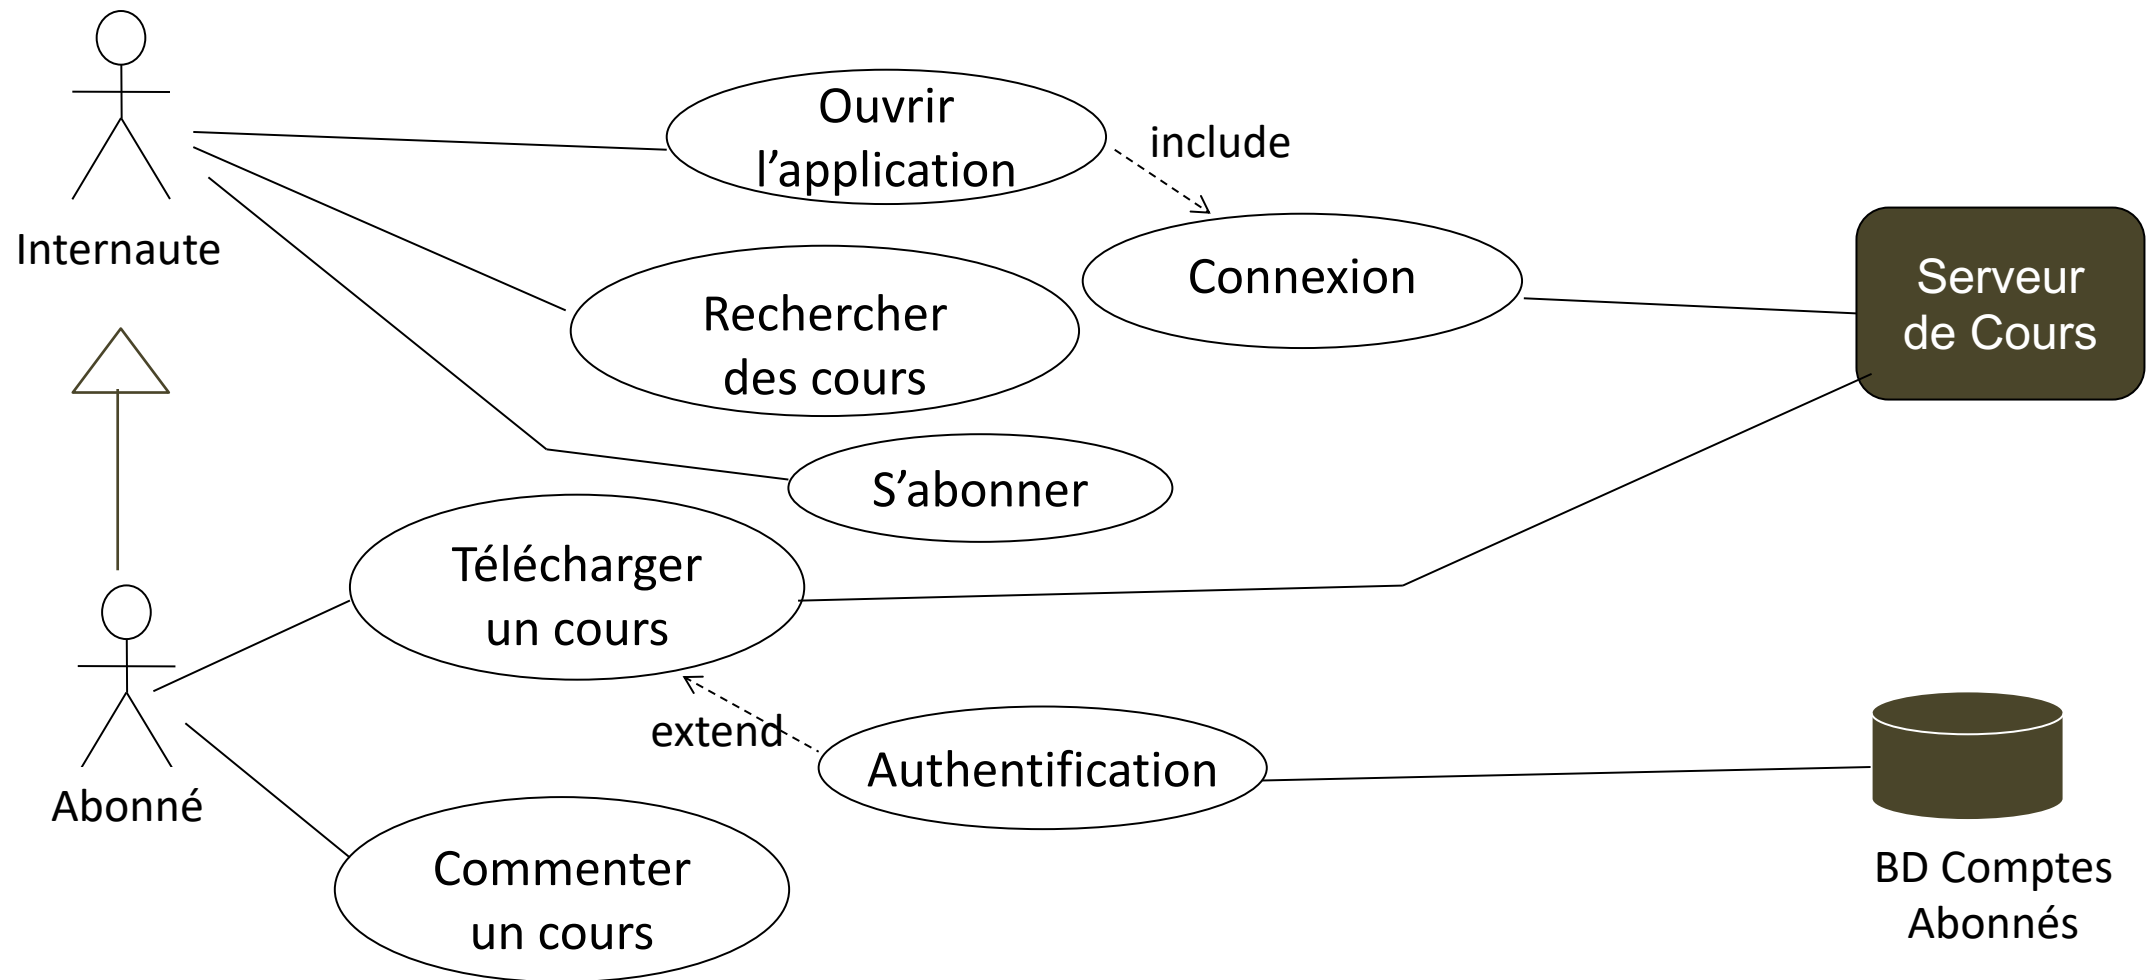 Ouvrir
l’application
include
Internaute
Connexion
Serveur
de Cours
Rechercher
des cours
S’abonner
Télécharger
un cours
extend
Authentification
Abonné
Commenter
un cours
BD Comptes
Abonnés